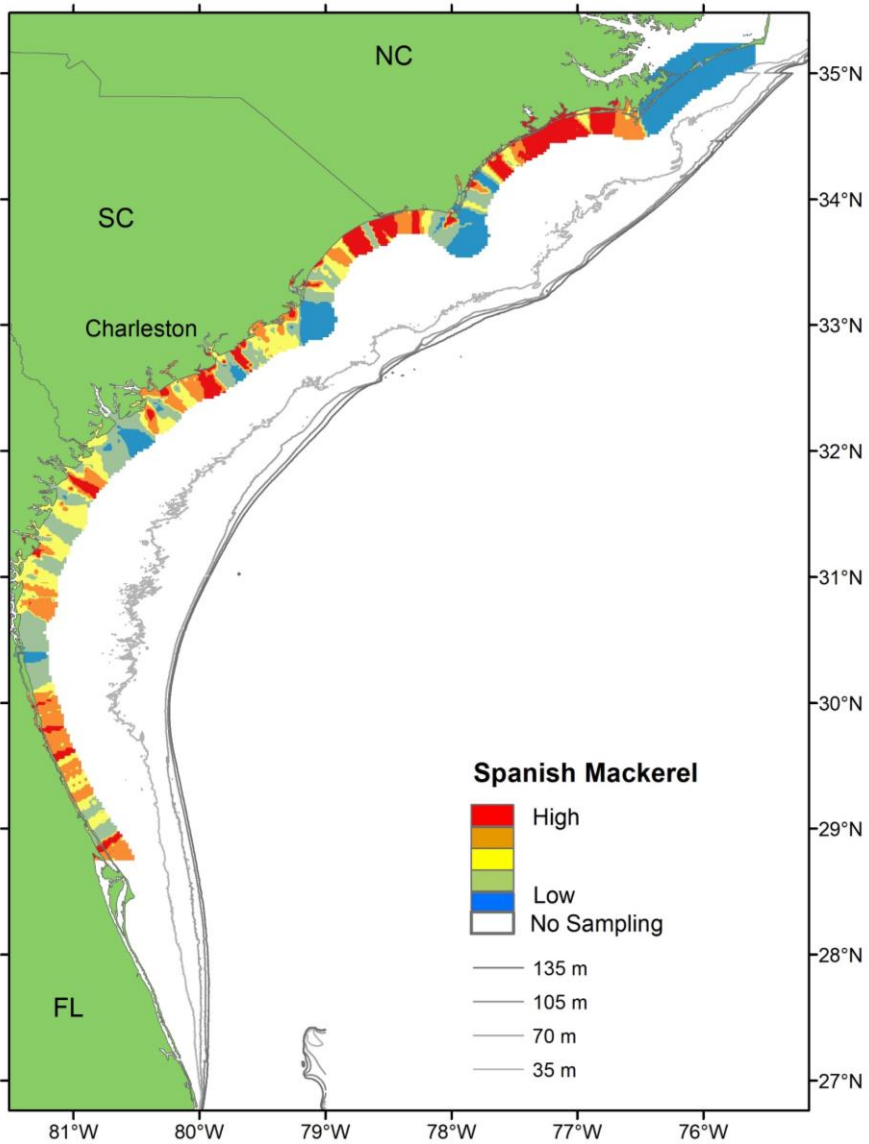 NC
35°N
34°N
SC
33°N
Charleston
32°N
31°N
30°N
Spanish Mackerel
High
29°N
Low
No Sampling
135 m
28°N
105 m
FL
70 m
35 m
27°N
81°W 80°W 79°W 78°W 77°W 76°W